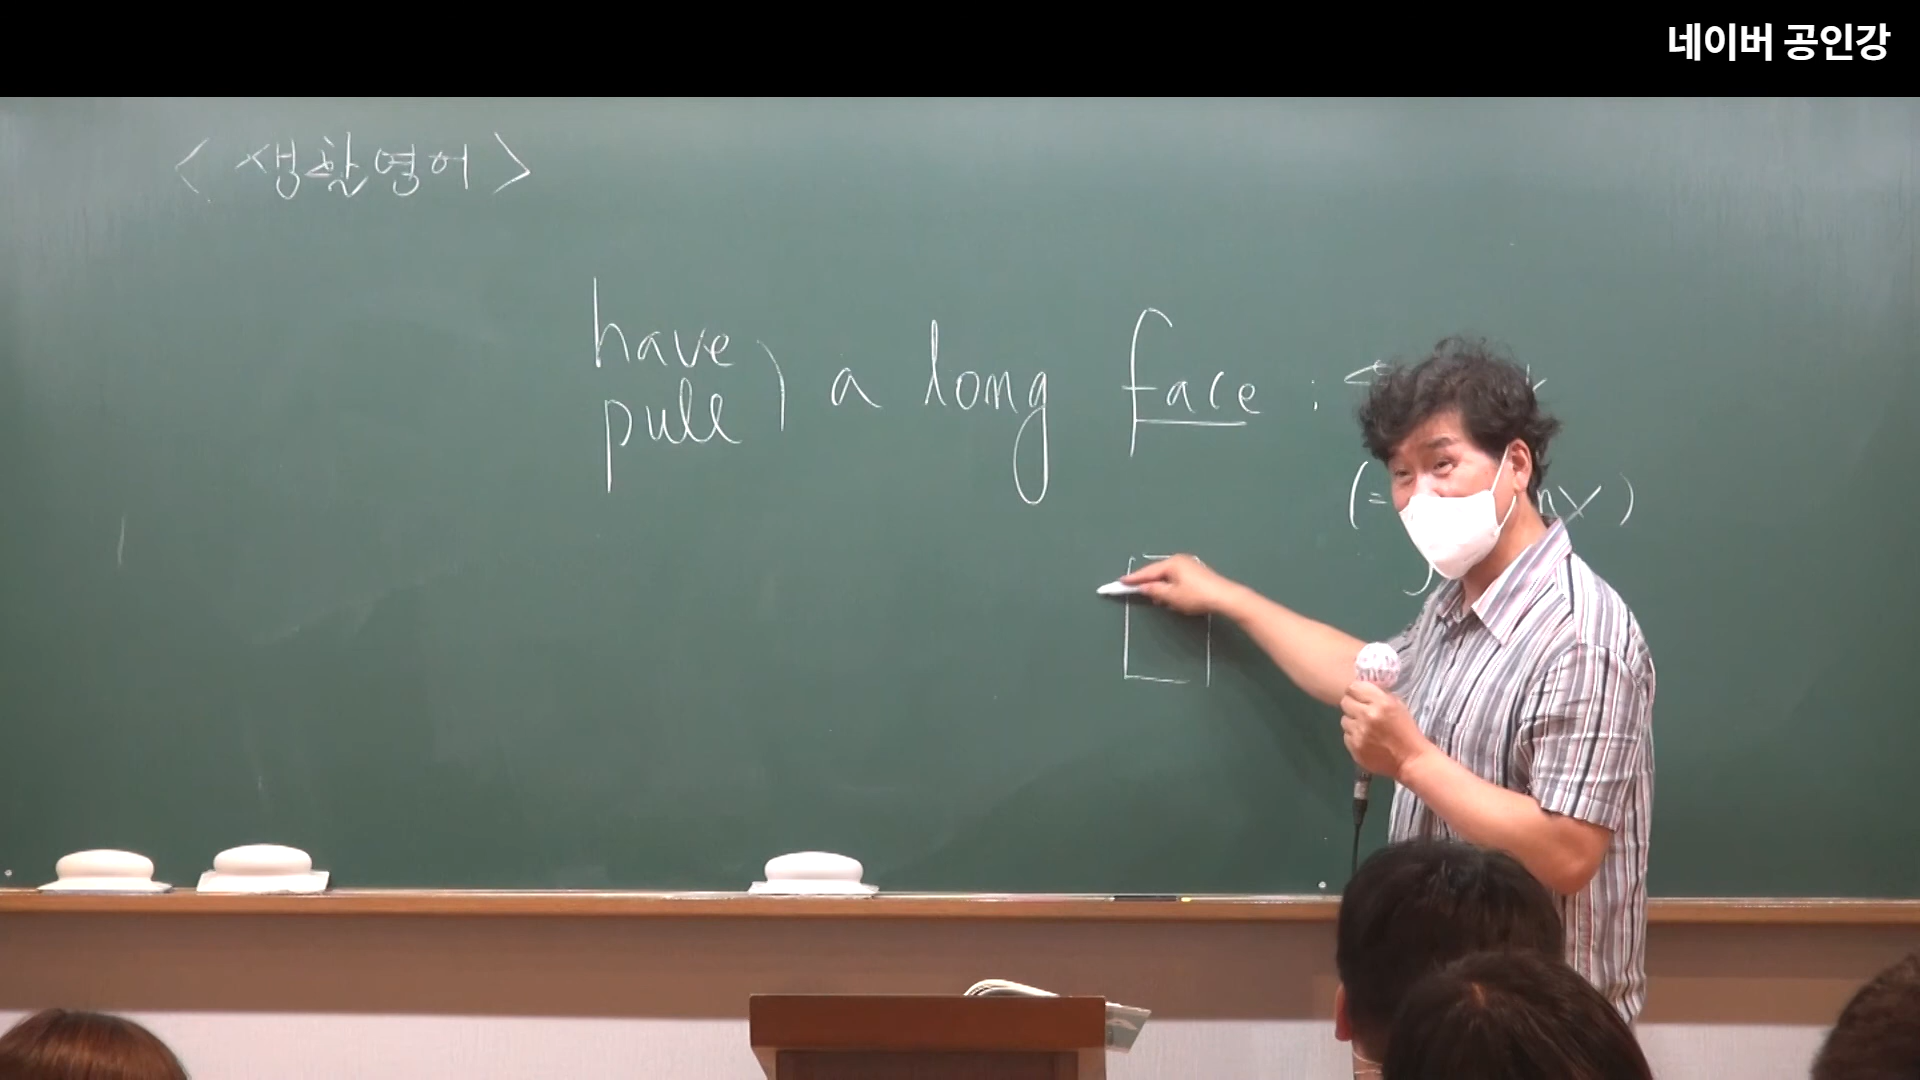 네이버 공인강
< 생활영어 >
have
pull ) a long face :
(=
)